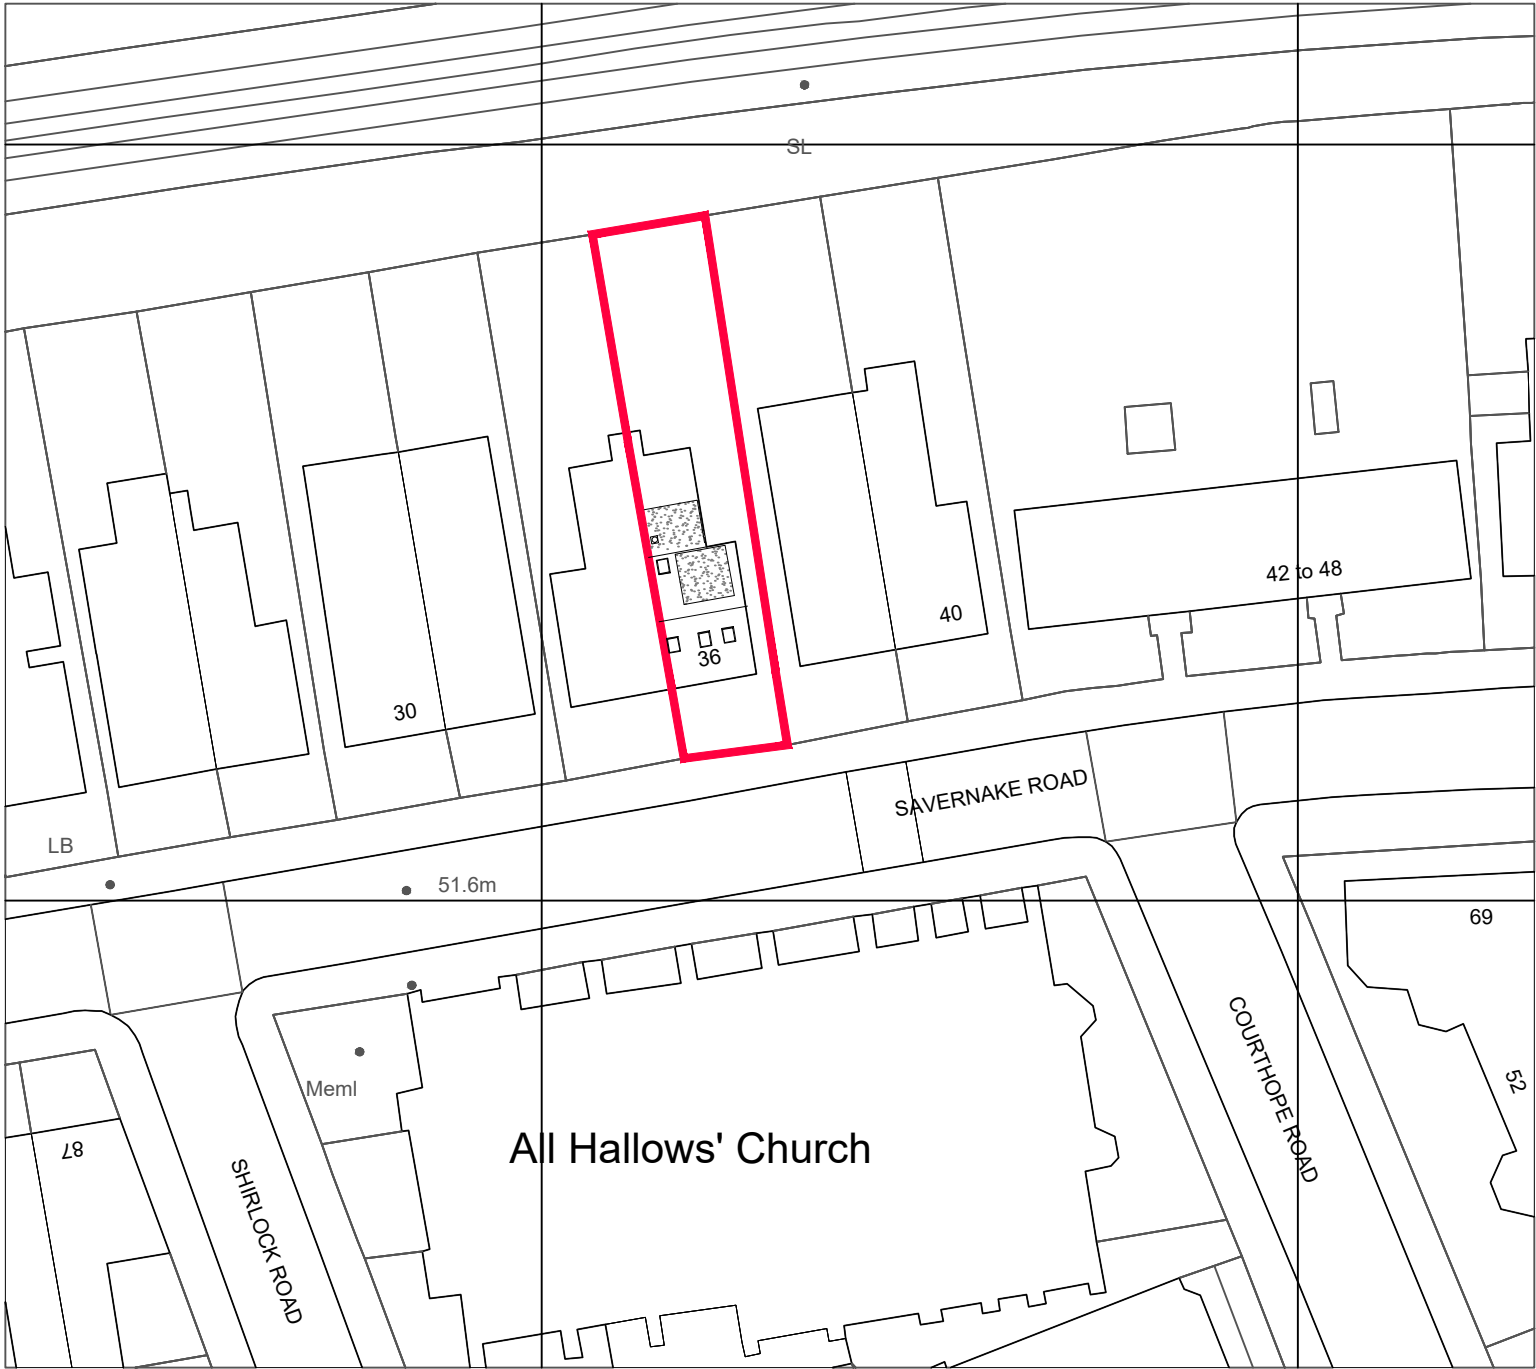 SL
42 to 48
40
36
30
SAVERNAKE ROAD
LB
51.6m
69
COURTHOPE ROAD
52
Meml
All Hallows' Church
87
SHIRLOCK ROAD